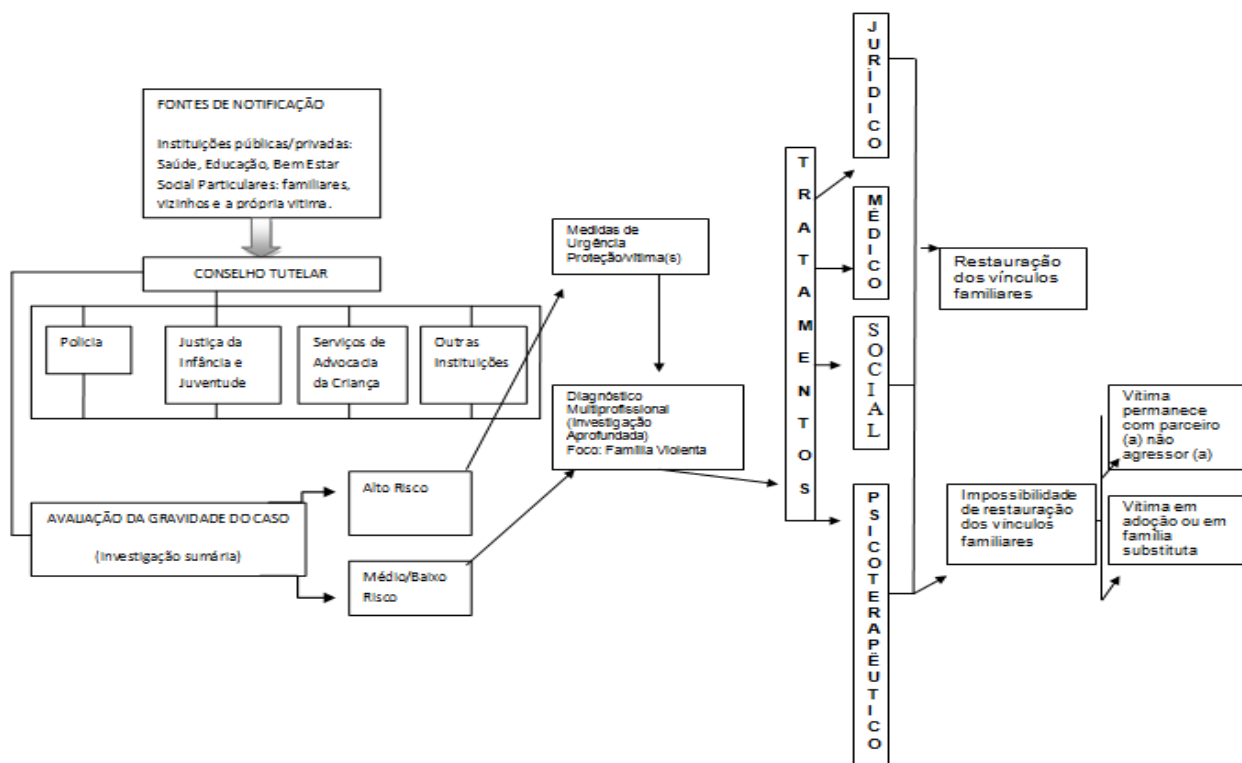 FONTES DE NOTIFICAÇÃO
Instituições públicas/privadas:
Saúde, Educação, Bem Estar
Social Particulares: familiares,
vizinhos e a própria vitima.
CONSELHO TUTELAR
Policia
Justiça da
Infância e
Juventude
Serviços de
Advocacia
da Criança
Outras
Instituições
AVALIAÇÃO DA GRAVIDADE DO CASO
(Investigação sumária)
Alto Risco
Médio/Baixo
Risco
Medidas de
Urgência
Proteção/vítima(s)
Diagnóstico
Multiprofissional
(Investigação
Aprofundada)
Foco: Família Violenta
TRATAMENTOS
JURÍDICO
MÉDICO
SOCIAL
PSICOTERAPÊUTICO
Restauração
dos vínculos
familiares
Impossibilidade
de restauração
dos vínculos
familiares
Vítima
permanece
com parceiro
(a) não
agressor (a)
Vítima em
adoção ou em
família
substituta